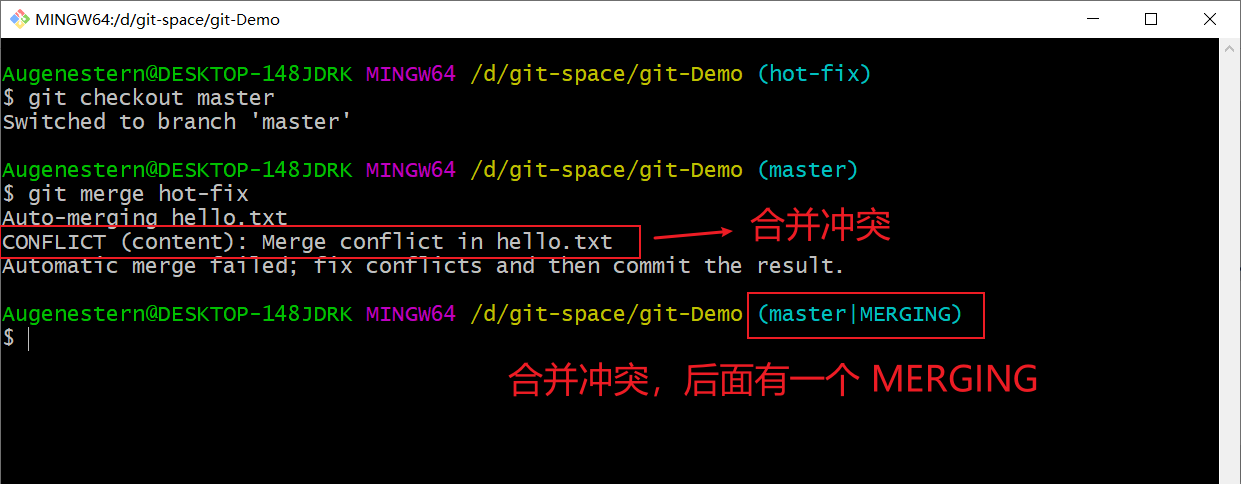 MINGW64:/d/git-space/git-Demo
Augenestern@DESKTOP-148JDRK MINGW64 /d/git-space/git-Demo (hot-fix)
$ git checkout master
Switched to branch 'master'
Augenestern@DESKTOP-148JDRK MINGW64 /d/git-space/git-Demo (master)
$ git merge hot-fix
Auto-merging hello.txt
CONFLICT (content): Merge conflict in hello.txt
合并冲突
Automatic merge failed; fix conflicts and then commit the result.
Augenestern@DESKTOP-148JDRK MINGW64 /d/git-space/git-Demo (master|MERGING)
$
合并冲突，后面有一个 MERGING